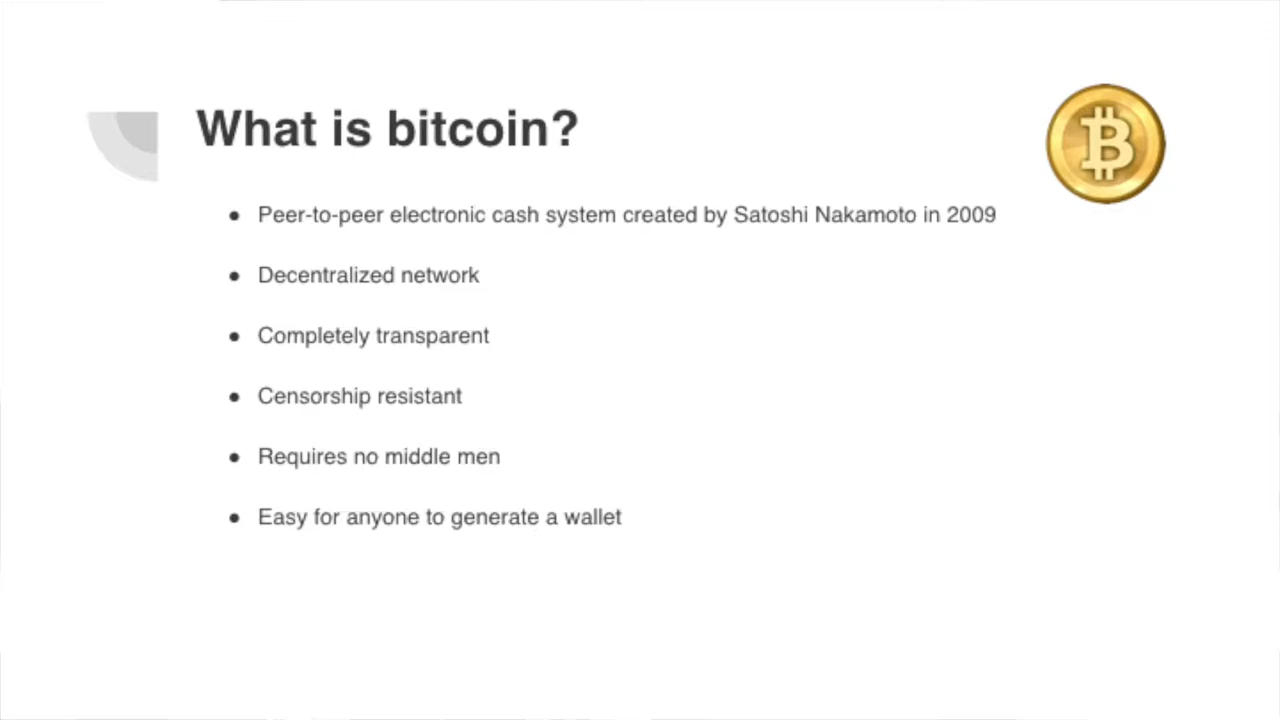 What is bitcoin?
● Peer-to-peer electronic cash system created by Satoshi Nakamoto in 2009
● Decentralized network
● Completely transparent
● Censorship resistant
● Requires no middle men
● Easy for anyone to generate a wallet